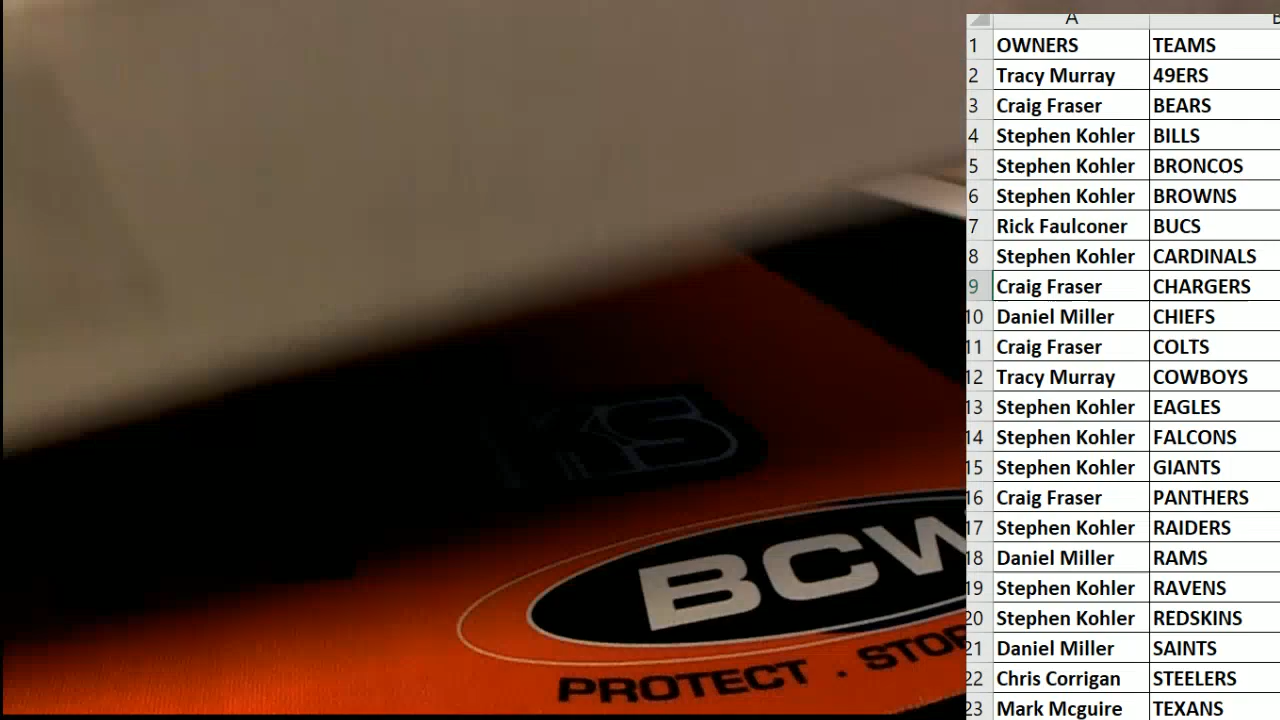 A
1 OWNERS TEAMS
2 Tracy Murray 49ERS
3 Craig Fraser BEARS
4 Stephen Kohler BILLS
5 Stephen Kohler BRONCOS
6 Stephen Kohler BROWNS
7 Rick Faulconer BUCS
8 Stephen Kohler CARDINALS
9 Craig Fraser CHARGERS
10 Daniel Miller CHIEFS
11 Craig Fraser COLTS
12 Tracy Murray COWBOYS
13 Stephen Kohler EAGLES
14 Stephen Kohler FALCONS
15 Stephen Kohler GIANTS
16 Craig Fraser PANTHERS
17 Stephen Kohler RAIDERS
18 Daniel Miller RAMS
19 Stephen Kohler RAVENS
20 Stephen Kohler REDSKINS
21 Daniel Miller SAINTS
22 Chris Corrigan STEELERS
23 Mark Mcguire TEXANS
BCW
PROTECT . STOR